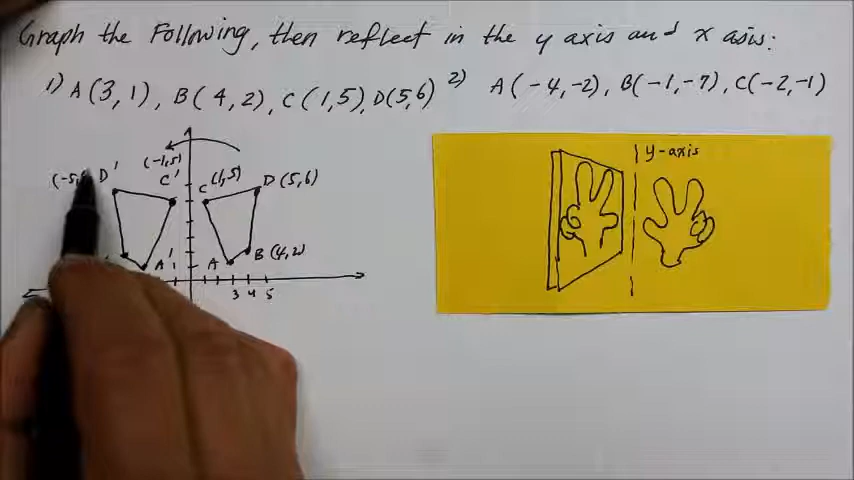 Graph the Following, then reflect in the y axis and x asis:
1) A(3,1), B(4,2), C(1,5), D(5,6) 2) A(-4,-2), B(-1,-7), C(-2,-1)
y-axis
(-1,5)
D' C' C (1,5) D (5,6)
A' A B (4,2)
3 4 5